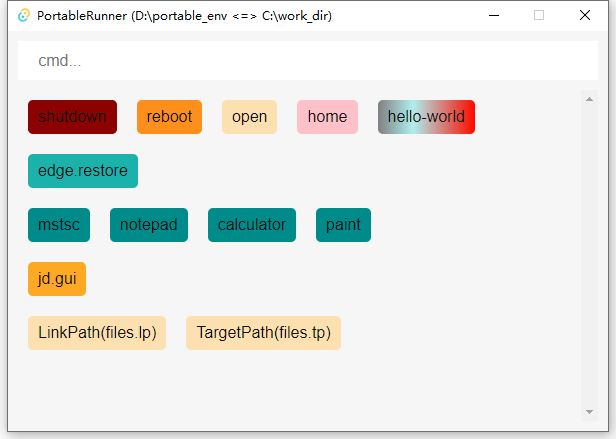 PortableRunner (D:\portable_env <=> C:\work_dir)
cmd...
shutdown reboot open home hello-world
edge.restore
mstsc notepad calculator paint
jd.gui
LinkPath(files.lp) TargetPath(files.tp)